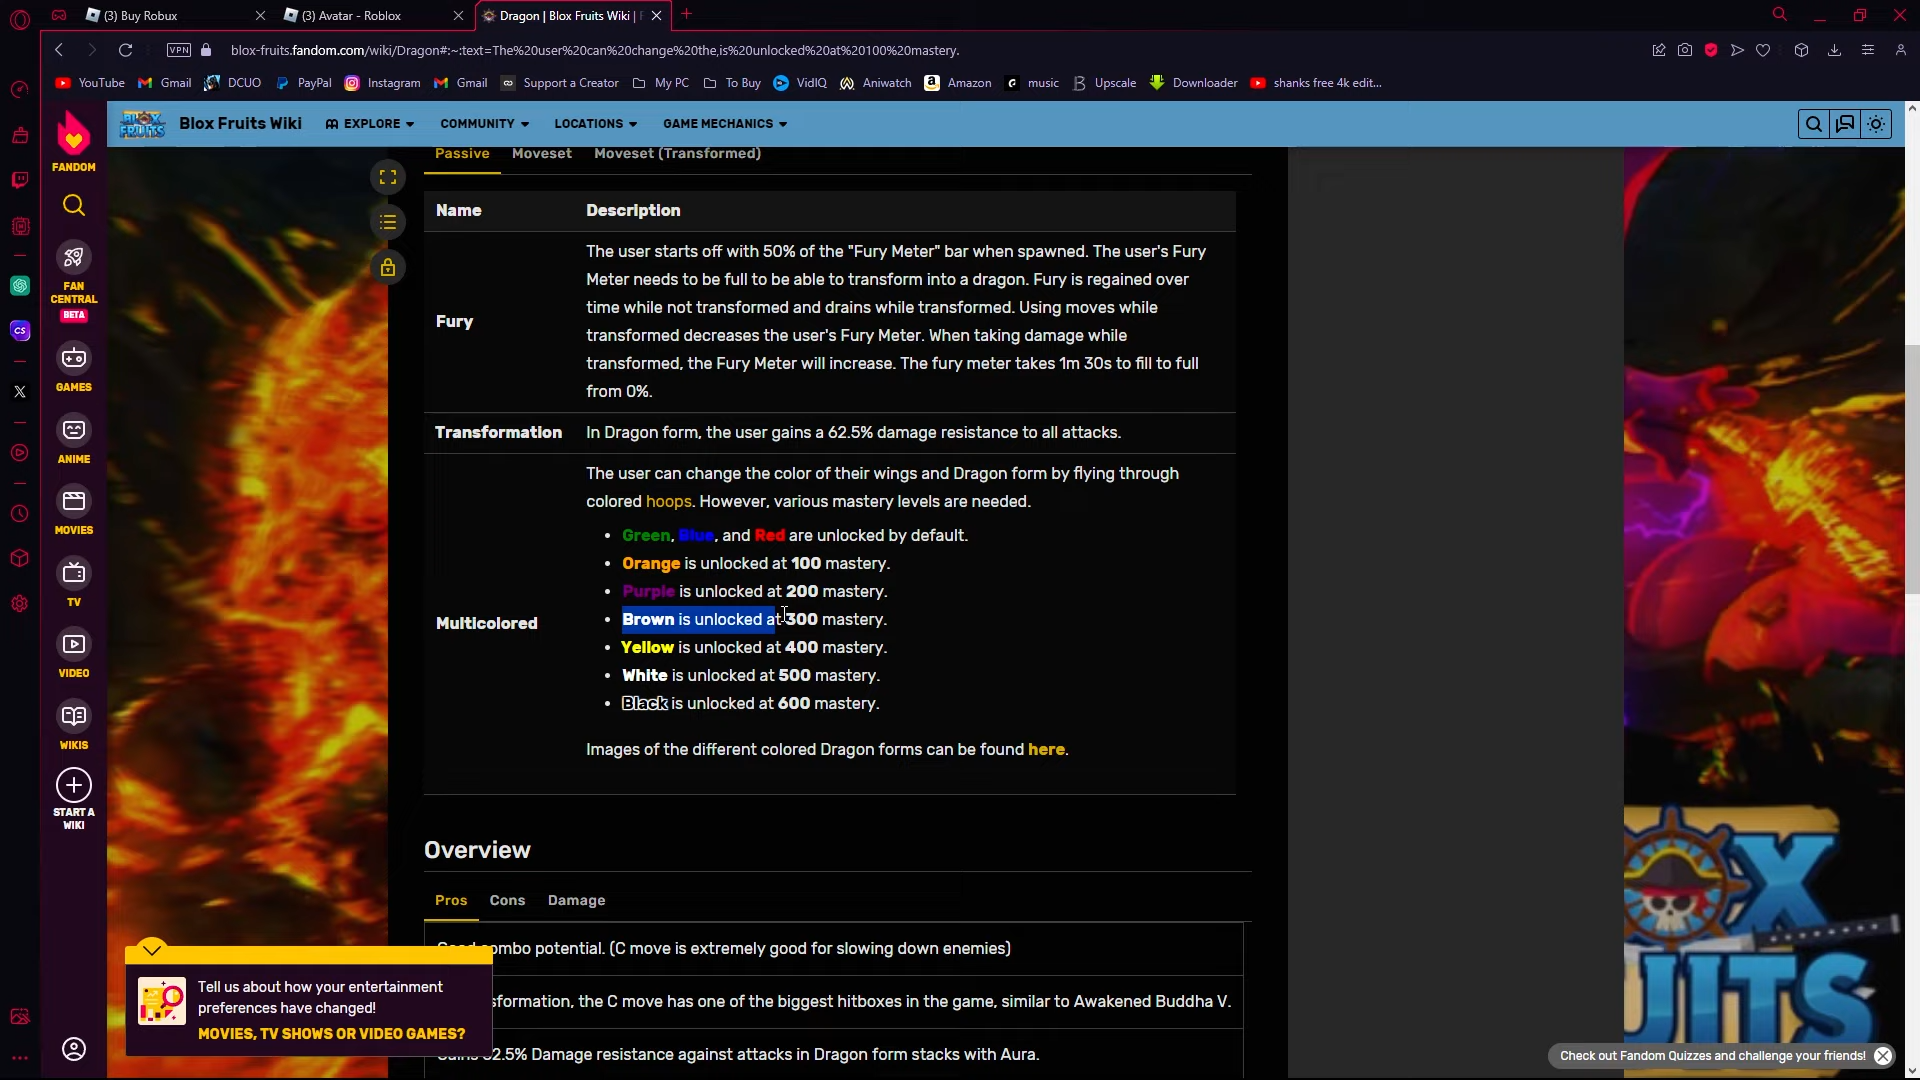 (3) Buy Robux
(3) Avatar - Roblox
Dragon | Blox Fruits Wiki |
VPN
blox-fruits.fandom.com/wiki/Dragon#:~:text=The%20user%20can%20change%20the,is%20unlocked%20at%20100%20mastery.
YouTube
Gmail
DCUO
PayPal
Instagram
Gmail
Support a Creator
My PC
To Buy
VidIQ
Aniwatch
Amazon
music
Upscale
Downloader
shanks free 4k edit...
BLOX FRUITS
Blox Fruits Wiki
EXPLORE
COMMUNITY
LOCATIONS
GAME MECHANICS
FANDOM
FAN
CENTRAL
BETA
CS
GAMES
ANIME
MOVIES
TV
VIDEO
WIKIS
START A
WIKI
Passive
Moveset
Moveset (Transformed)
Name
Description
Fury
The user starts off with 50% of the "Fury Meter" bar when spawned. The user's Fury
Meter needs to be full to be able to transform into a dragon. Fury is regained over
time while not transformed and drains while transformed. Using moves while
transformed decreases the user's Fury Meter. When taking damage while
transformed, the Fury Meter will increase. The fury meter takes 1m 30s to fill to full
from 0%.
Transformation
In Dragon form, the user gains a 62.5% damage resistance to all attacks.
Multicolored
The user can change the color of their wings and Dragon form by flying through
colored hoops. However, various mastery levels are needed.
• Green, Blue, and Red are unlocked by default.
• Orange is unlocked at 100 mastery.
• Purple is unlocked at 200 mastery.
• Brown is unlocked at 300 mastery.
• Yellow is unlocked at 400 mastery.
• White is unlocked at 500 mastery.
• Black is unlocked at 600 mastery.
Images of the different colored Dragon forms can be found here.
Overview
Pros
Cons
Damage
combo potential. (C move is extremely good for slowing down enemies)
sformation, the C move has one of the biggest hitboxes in the game, similar to Awakened Buddha V.
62.5% Damage resistance against attacks in Dragon form stacks with Aura.
Tell us about how your entertainment
preferences have changed!
MOVIES, TV SHOWS OR VIDEO GAMES?
Check out Fandom Quizzes and challenge your friends!